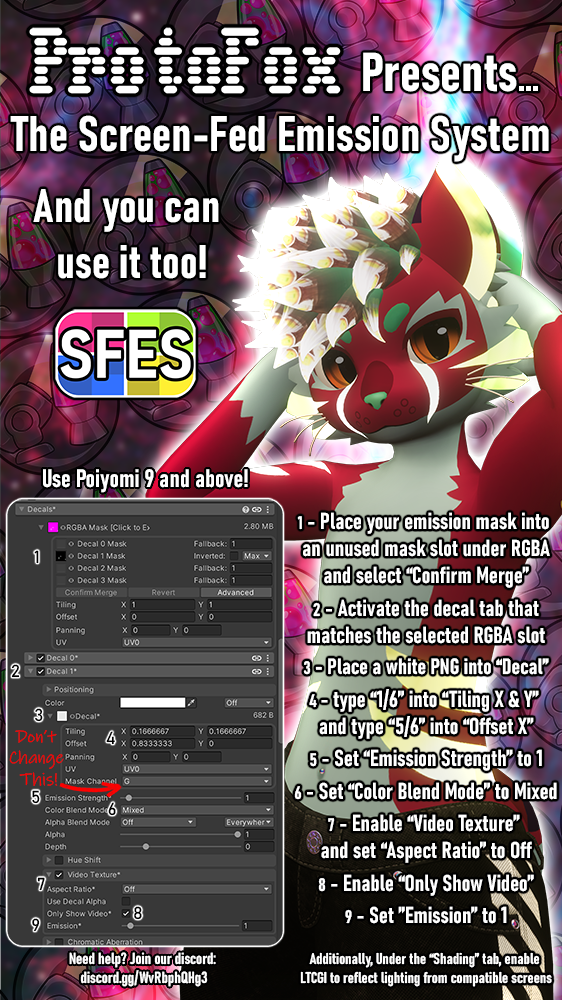 ProtoFox Presents...
The Screen-Fed Emission System
And you can
use it too!
SFES
Use Poiyomi 9 and above!
Decals*
RGBA Mask [Click to Ex
2.80 MB
1
Decal 0 Mask Fallback: 1
Decal 1 Mask Inverted: Max
Decal 2 Mask Fallback: 1
Decal 3 Mask Fallback: 1
Confirm Merge Revert Advanced
Tiling X 1 Y 1
Offset X 0 Y 0
Panning X 0 Y 0
UV UV0
Decal 0*
2 Decal 1*
Positioning
Color Off
3 Decal* 682 B
4
Tiling X 0.1666667 Y 0.1666667
Offset X 0.8333333 Y 0
Panning X 0 Y 0
UV UV0
Mask Channel G
Don't
Change
This!
5 Emission Strength* 1
6
Color Blend Mode Mixed
Alpha Blend Mode Off Everywher
Alpha 1
Depth 0
Hue Shift
7 Video Texture*
Aspect Ratio* Off
Use Decal Alpha
Only Show Video* 8
9 Emission* 1
Chromatic Aberration
1 - Place your emission mask into
an unused mask slot under RGBA
and select “Confirm Merge”
2 - Activate the decal tab that
matches the selected RGBA slot
3 - Place a white PNG into “Decal”
4 - type “1/6” into “Tiling X & Y”
and type “5/6” into “Offset X”
5 - Set “Emission Strength” to 1
6 - Set “Color Blend Mode” to Mixed
7 - Enable “Video Texture”
and set “Aspect Ratio” to Off
8 - Enable “Only Show Video”
9 - Set ”Emission” to 1
Need help? Join our discord:
discord.gg/WvRbphQHg3
Additionally, Under the “Shading” tab, enable
LTCGI to reflect lighting from compatible screens